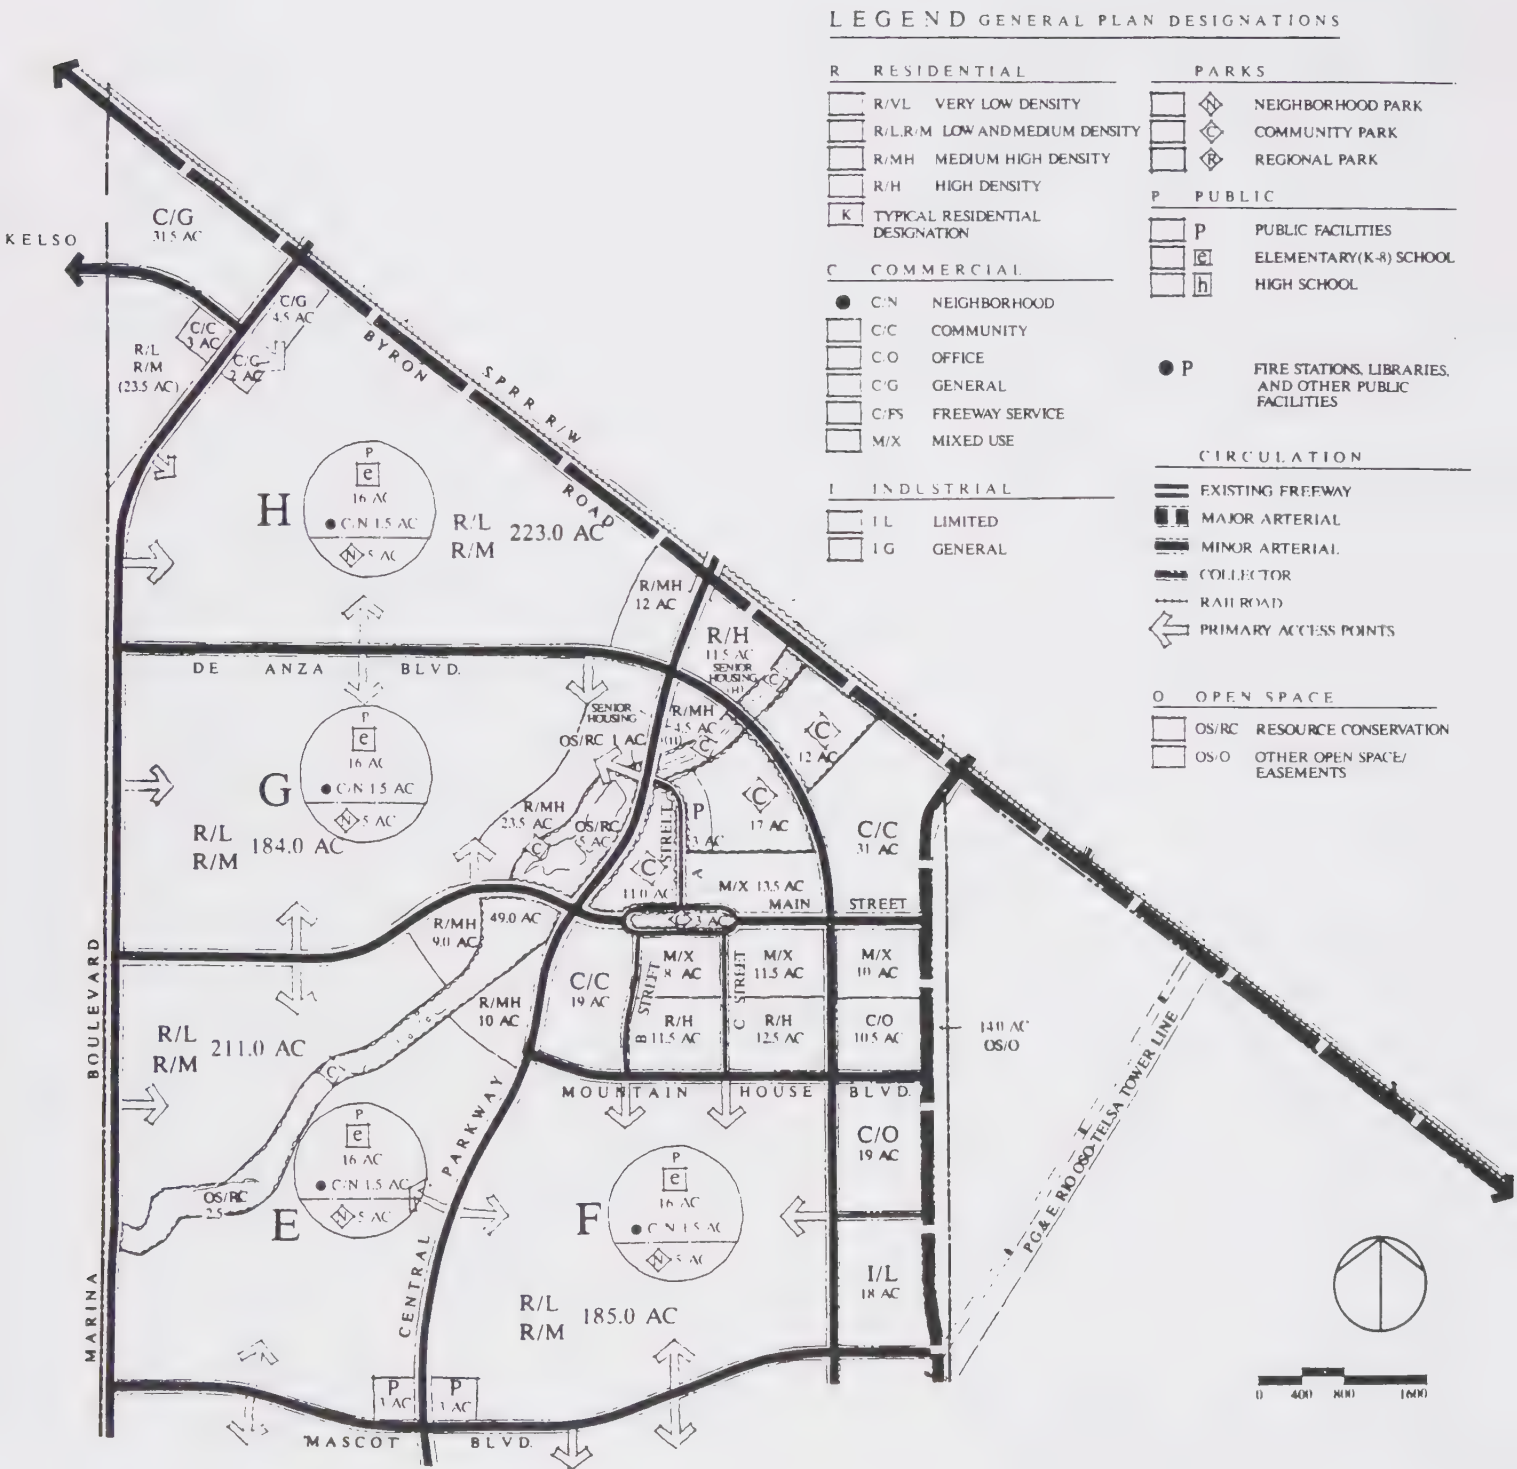 LEGEND GENERAL PLAN DESIGNATIONS
R RESIDENTIAL
R/VL VERY LOW DENSITY
R/L,R/M LOW AND MEDIUM DENSITY
R/MH MEDIUM HIGH DENSITY
R/H HIGH DENSITY
K TYPICAL RESIDENTIAL
DESIGNATION
C COMMERCIAL
C/N NEIGHBORHOOD
C/C COMMUNITY
C/O OFFICE
C/G GENERAL
C/FS FREEWAY SERVICE
M/X MIXED USE
I INDUSTRIAL
I/L LIMITED
I/G GENERAL
PARKS
N NEIGHBORHOOD PARK
C COMMUNITY PARK
R REGIONAL PARK
P PUBLIC
P PUBLIC FACILITIES
e ELEMENTARY(K-8) SCHOOL
h HIGH SCHOOL
P FIRE STATIONS, LIBRARIES,
AND OTHER PUBLIC
FACILITIES
CIRCULATION
EXISTING FREEWAY
MAJOR ARTERIAL
MINOR ARTERIAL
COLLECTOR
RAILROAD
PRIMARY ACCESS POINTS
O OPEN SPACE
OS/RC RESOURCE CONSERVATION
OS/O OTHER OPEN SPACE/
EASEMENTS
KELSO
C/G
31.5 AC
C/G
4.5 AC
C/C
3 AC
C/G
2 AC
R/L
R/M
(23.5 AC)
BYRON ROAD
SPRR R/W
H
P
e
16 AC
C/N 1.5 AC
N 5 AC
R/L
R/M 223.0 AC
R/MH
12 AC
DE ANZA BLVD.
R/H
11.5 AC
SENIOR
HOUSING
(H)
C
SENIOR
HOUSING
R/MH
4.5 AC
(H)
C
OS/RC 1 AC
C
12 AC
G
P
e
16 AC
C/N 1.5 AC
N 5 AC
R/L
R/M 184.0 AC
R/MH
23.5 AC
OS/RC
5 AC
C
A STREET
P
3 AC
C
17 AC
C/C
31 AC
C
11.0 AC
M/X 13.5 AC
MAIN STREET
C 3 AC
R/MH
9.0 AC
49.0 AC
C/C
19 AC
B STREET
M/X
8 AC
C STREET
M/X
11.5 AC
M/X
10 AC
R/MH
10 AC
R/H
11.5 AC
R/H
12.5 AC
C/O
10.5 AC
14.0 AC
OS/O
R/L
R/M 211.0 AC
C
MOUNTAIN HOUSE BLVD.
PG&E RIO OSO-TELSA TOWER LINE
MARINA BOULEVARD
CENTRAL PARKWAY
C/O
19 AC
E
P
e
16 AC
C/N 1.5 AC
N 5 AC
OS/RC
2.5
F
P
e
16 AC
C/N 1.5 AC
N 5 AC
R/L
R/M 185.0 AC
I/L
18 AC
P
3 AC
P
3 AC
MASCOT BLVD.
0 400 800 1600